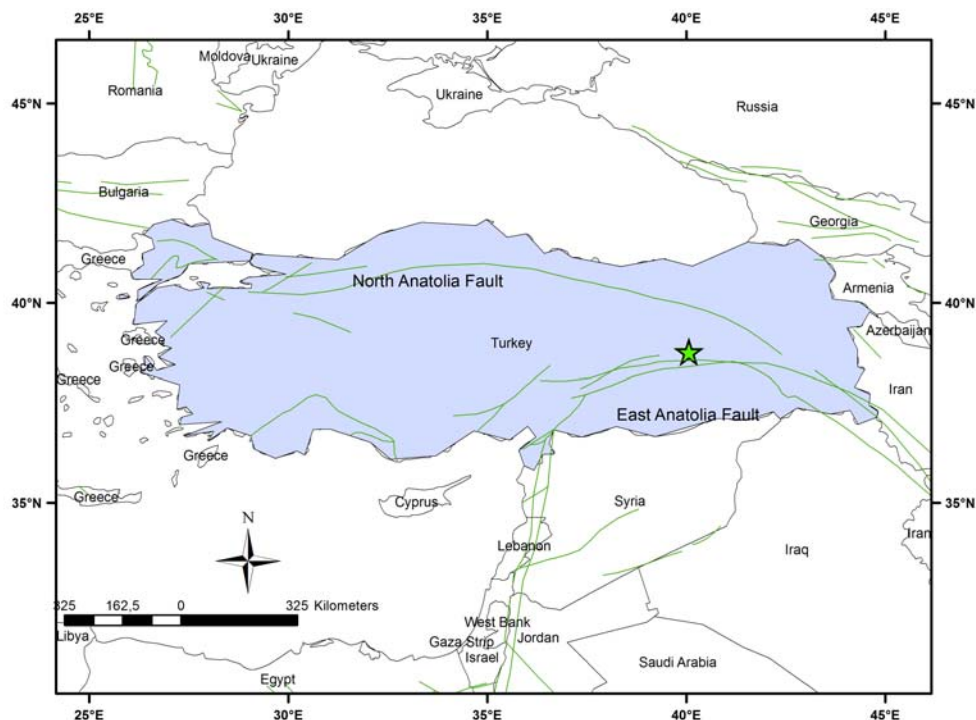 25°E 30°E 35°E 40°E 45°E
Moldova
Ukraine
Romania
Ukraine
45°N 45°N
Russia
Bulgaria
Georgia
Greece
North Anatolia Fault
Armenia
40°N 40°N
Azerbaijan
Greece
Turkey
Greece
Greece
Iran
East Anatolia Fault
Greece
Greece
Cyprus
Syria
35°N 35°N
N
Lebanon
Iraq
Iran
325 162,5 0 325 Kilometers
West Bank
Libya
Gaza Strip
Jordan
Israel
Saudi Arabia
Egypt
25°E 30°E 35°E 40°E 45°E